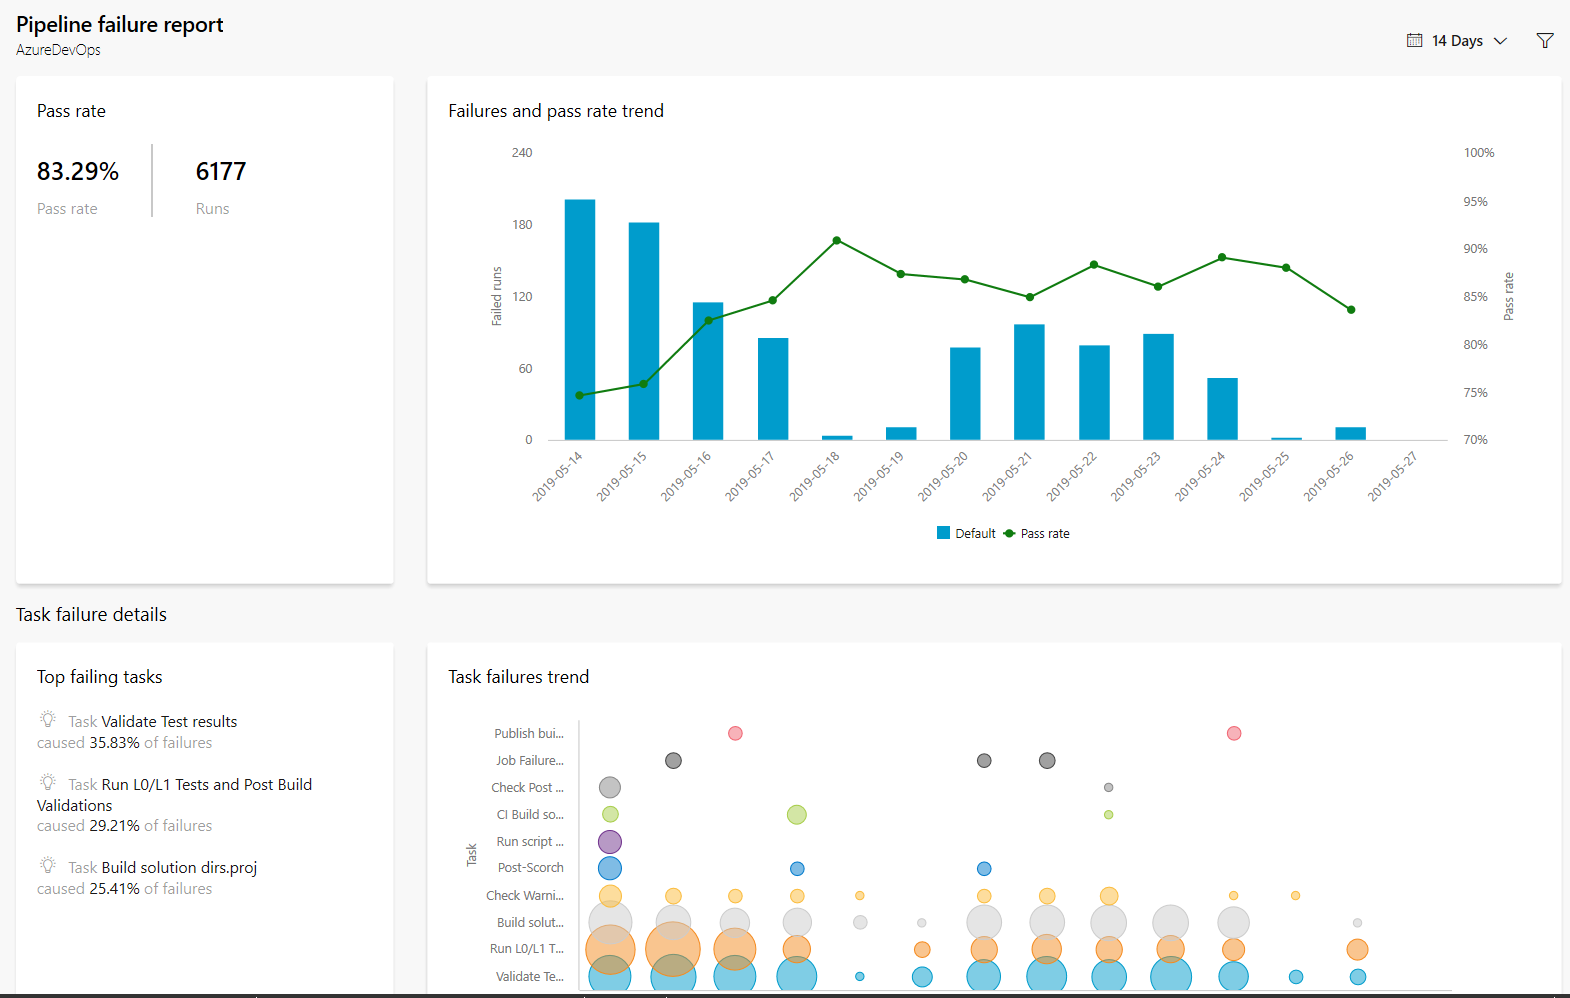 Pipeline failure report
AzureDevOps
14 Days
Pass rate
83.29%
Pass rate
6177
Runs
Failures and pass rate trend
240
180
120
60
0
Failed runs
100%
95%
90%
85%
80%
75%
70%
Pass rate
2019-05-14
2019-05-15
2019-05-16
2019-05-17
2019-05-18
2019-05-19
2019-05-20
2019-05-21
2019-05-22
2019-05-23
2019-05-24
2019-05-25
2019-05-26
2019-05-27
Default
Pass rate
Task failure details
Top failing tasks
Task Validate Test results
caused 35.83% of failures
Task Run L0/L1 Tests and Post Build
Validations
caused 29.21% of failures
Task Build solution dirs.proj
caused 25.41% of failures
Task failures trend
Task
Publish bui...
Job Failure...
Check Post ...
CI Build so...
Run script ...
Post-Scorch
Check Warni...
Build solut...
Run L0/L1 T...
Validate Te...